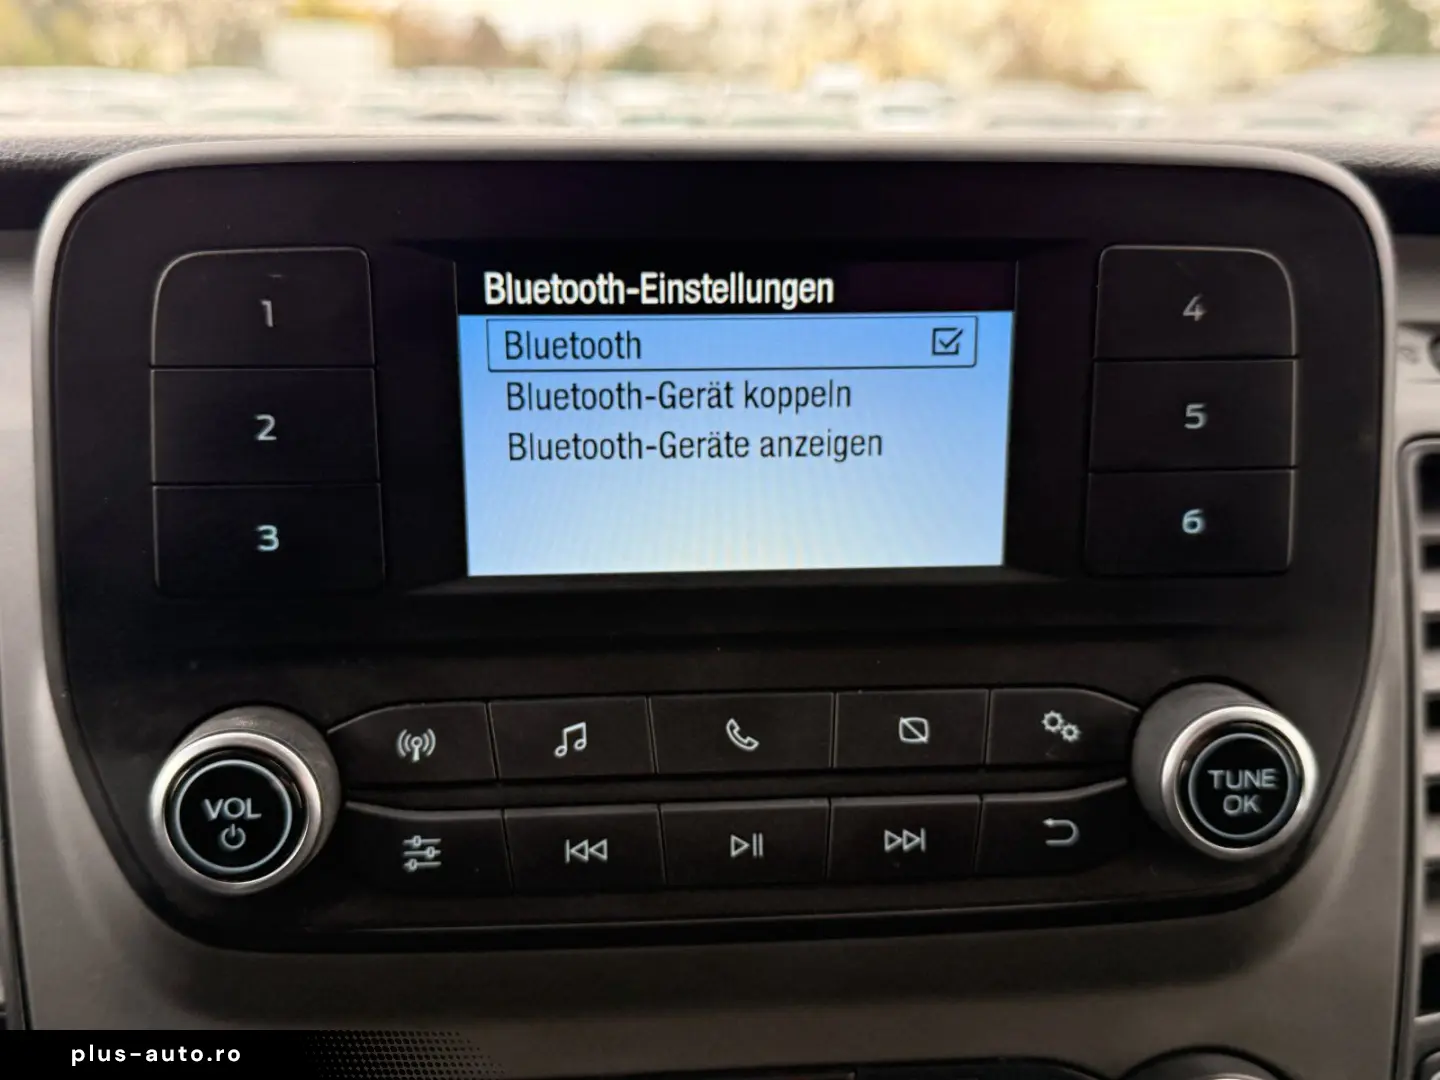 Bluetooth-Einstellungen
Bluetooth
Bluetooth-Gerät koppeln
Bluetooth-Geräte anzeigen
1
2
3
4
5
6
VOL
TUNE
OK
plus-auto.ro